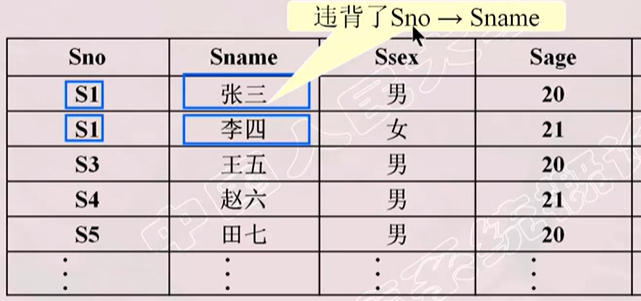 违背了Sno → Sname
Sno Sname Ssex Sage
S1 张三 男 20
S1 李四 女 21
S3 王五 男 20
S4 赵六 男 21
S5 田七 男 20
⋮ ⋮ ⋮ ⋮